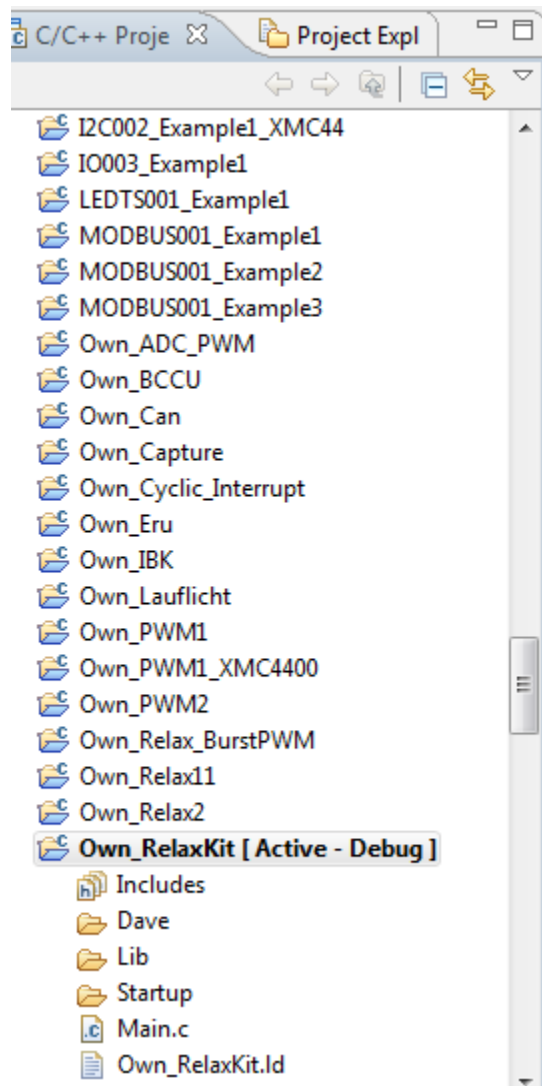 C/C++ Proje Project Expl
I2C002_Example1_XMC44
IO003_Example1
LEDTS001_Example1
MODBUS001_Example1
MODBUS001_Example2
MODBUS001_Example3
Own_ADC_PWM
Own_BCCU
Own_Can
Own_Capture
Own_Cyclic_Interrupt
Own_Eru
Own_IBK
Own_Lauflicht
Own_PWM1
Own_PWM1_XMC4400
Own_PWM2
Own_Relax_BurstPWM
Own_Relax11
Own_Relax2
Own_RelaxKit [ Active - Debug ]
Includes
Dave
Lib
Startup
Main.c
Own_RelaxKit.ld